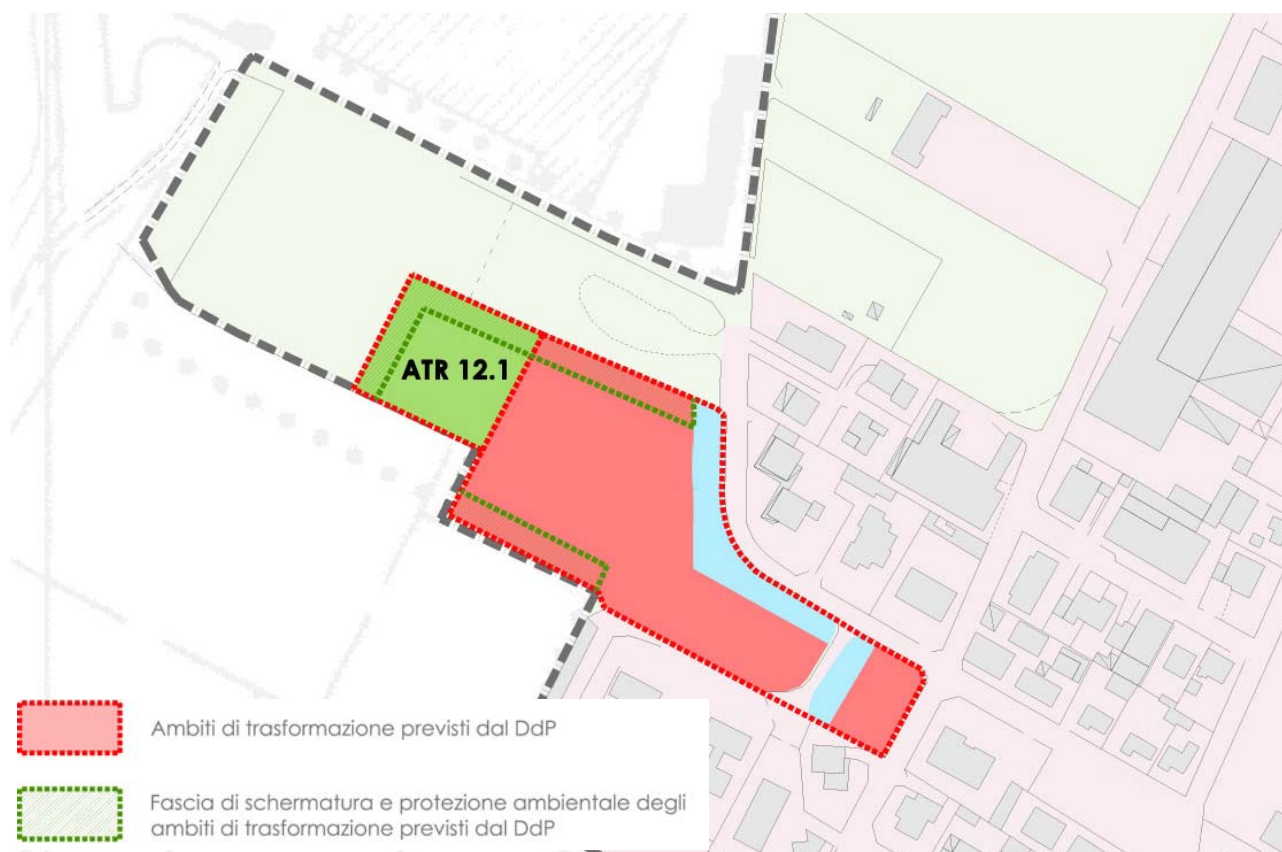 ATR 12.1
Ambiti di trasformazione previsti dal DdP
Fascia di schermatura e protezione ambientale degli
ambiti di trasformazione previsti dal DdP